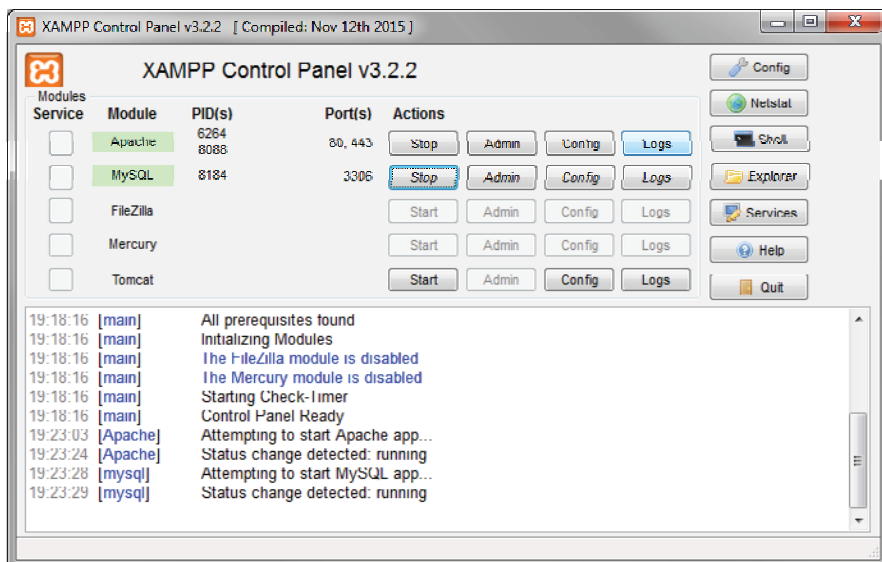 XAMPP Control Panel v3.2.2 [ Compiled: Nov 12th 2015 ]
XAMPP Control Panel v3.2.2
Config
Modules
Service Module PID(s) Port(s) Actions
Netstat
Apache 6264 8088 80, 443 Stop Admin Config Logs
Shell
MySQL 8184 3306 Stop Admin Config Logs
Explorer
FileZilla Start Admin Config Logs
Services
Mercury Start Admin Config Logs
Help
Tomcat Start Admin Config Logs
Quit
19:18:16 [main] All prerequisites found
19:18:16 [main] Initializing Modules
19:18:16 [main] The FileZilla module is disabled
19:18:16 [main] The Mercury module is disabled
19:18:16 [main] Starting Check-Timer
19:18:16 [main] Control Panel Ready
19:23:03 [Apache] Attempting to start Apache app...
19:23:24 [Apache] Status change detected: running
19:23:28 [mysql] Attempting to start MySQL app...
19:23:29 [mysql] Status change detected: running